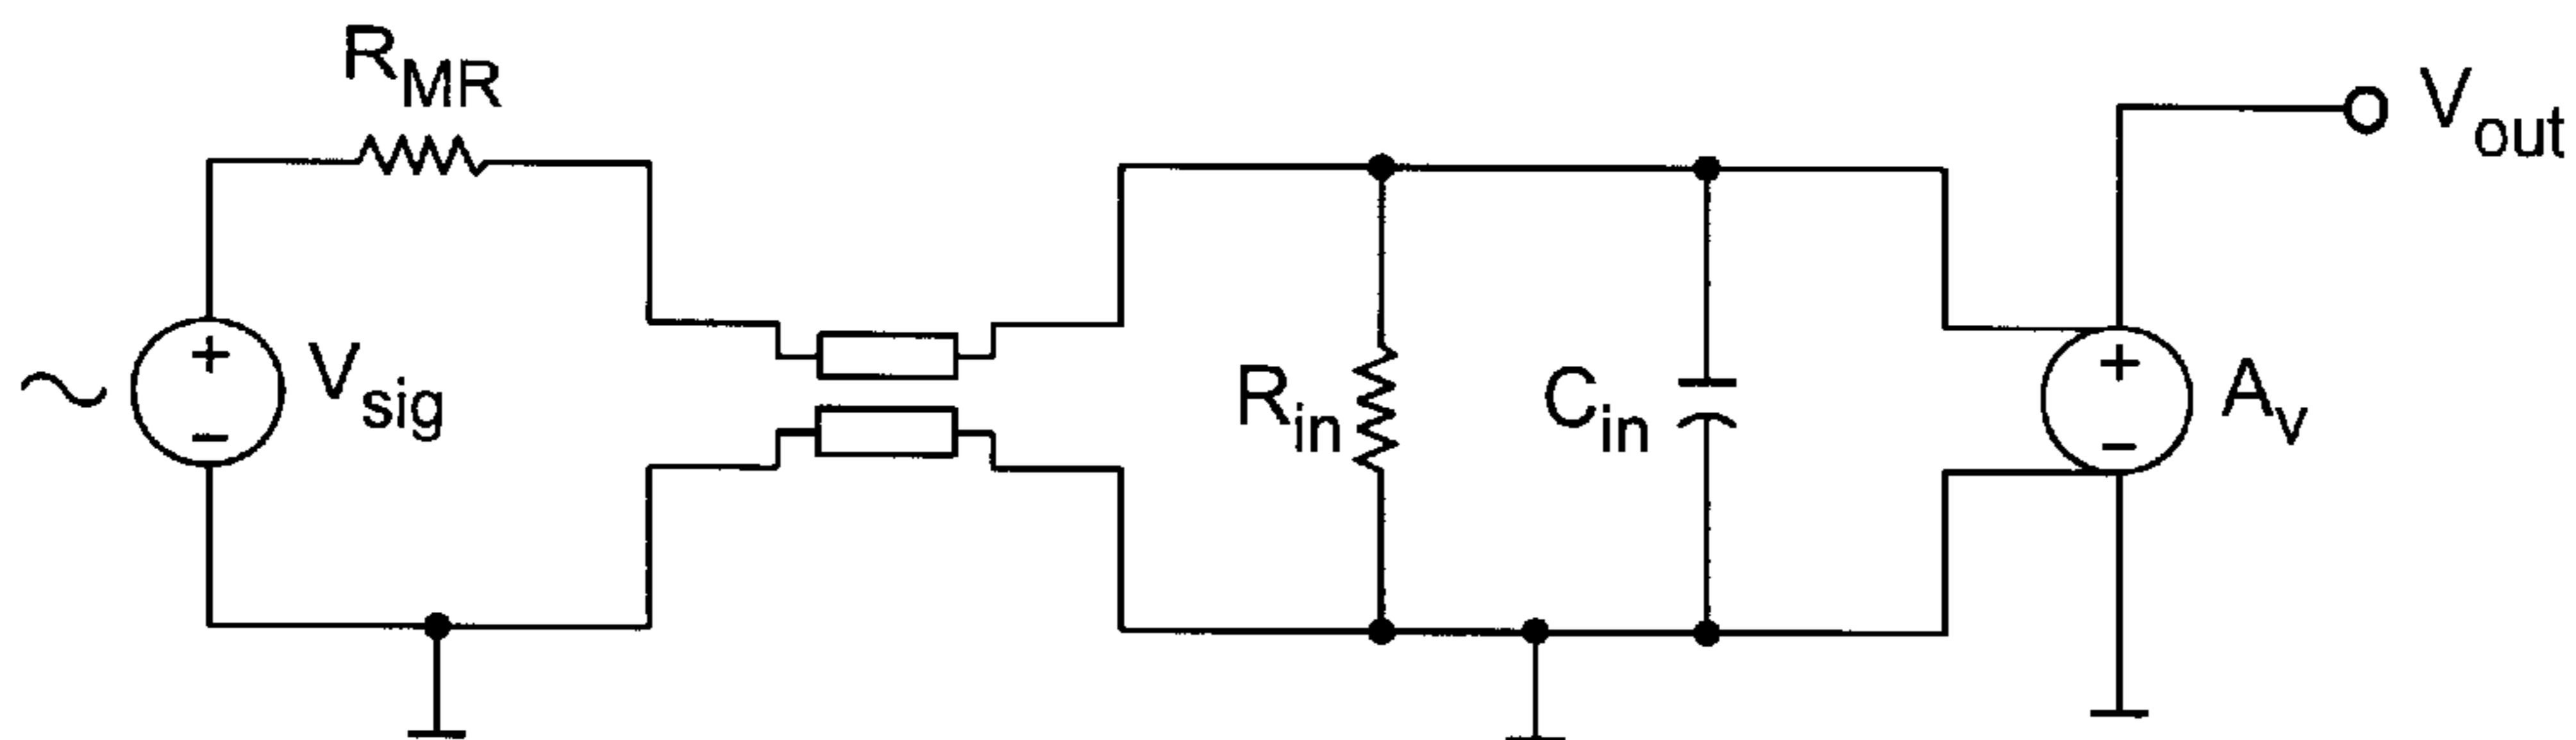 R_MR
V_out
+
−
V_sig
R_in
C_in
+
−
A_v